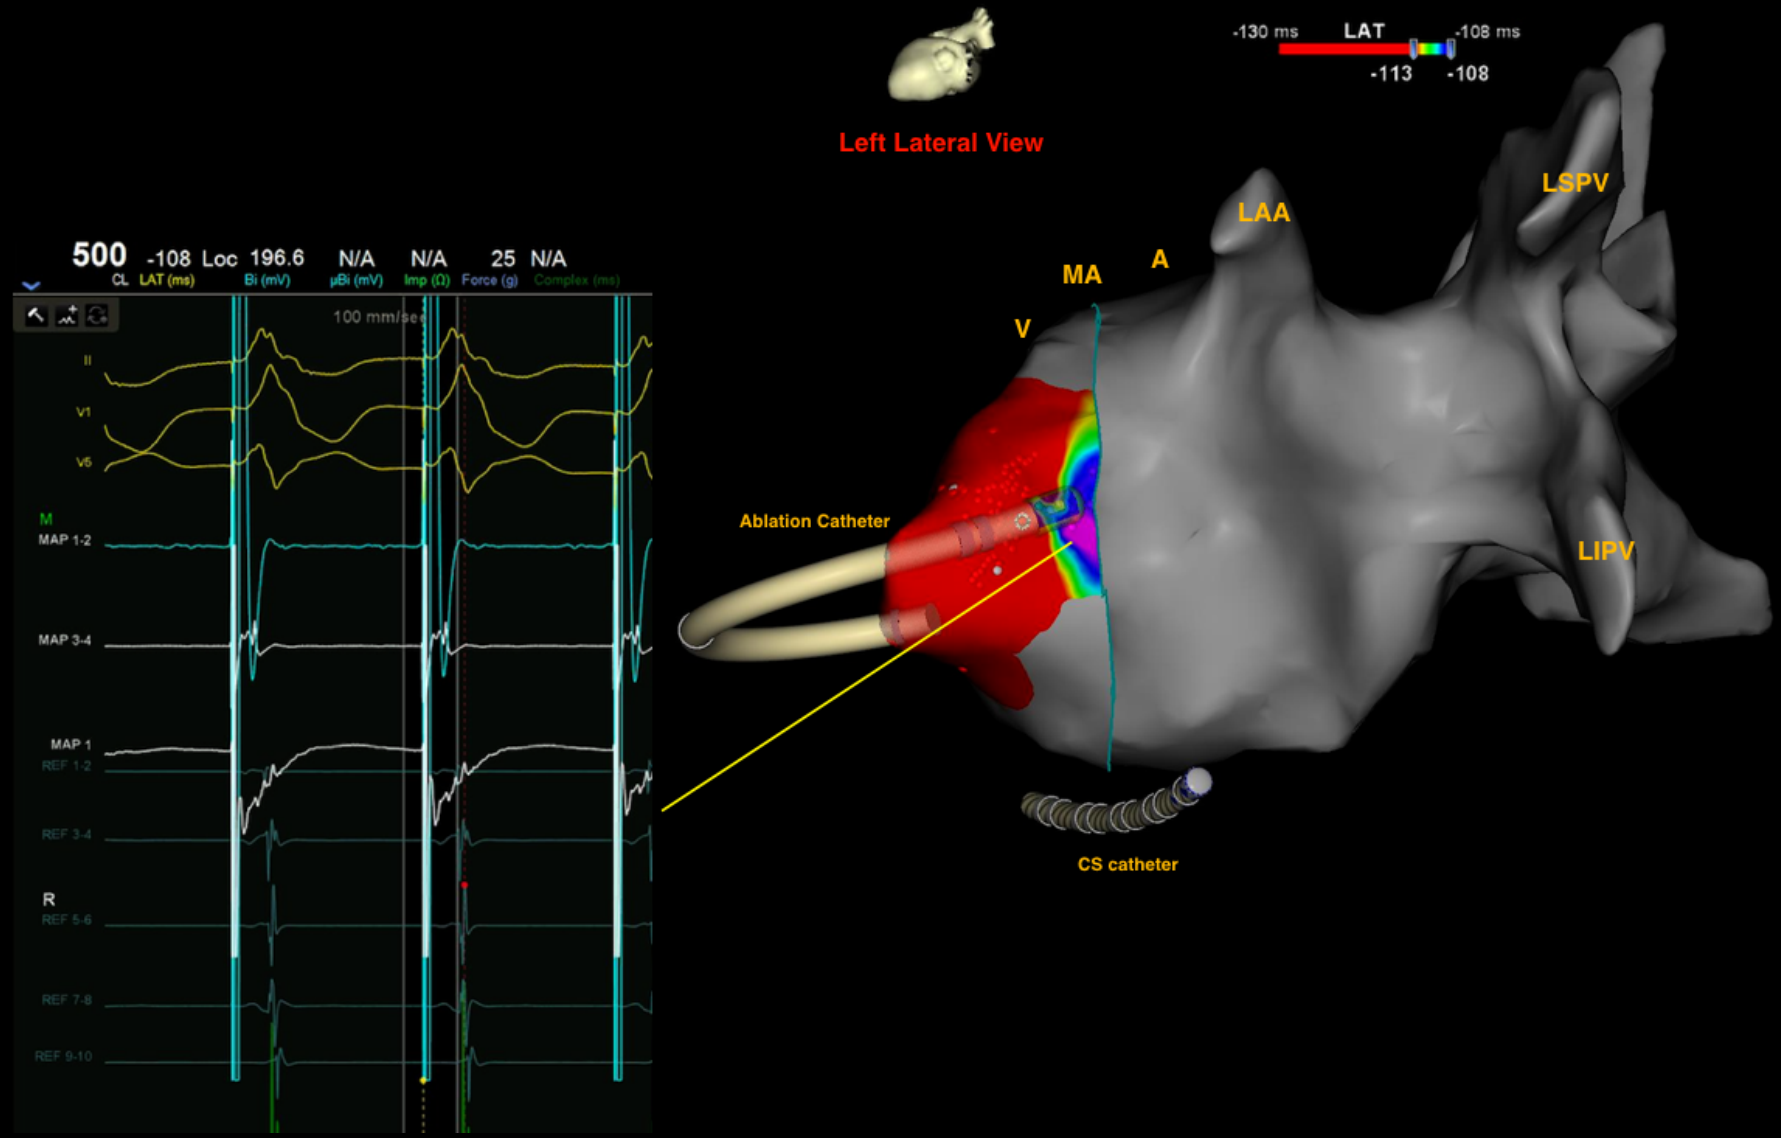 -130 ms LAT -108 ms
-113 -108
Left Lateral View
LSPV
LAA
A
MA
V
500 -108 Loc 196.6 N/A N/A 25 N/A
CL LAT (ms) Bi (mV) µBi (mV) Imp (Ω) Force (g) Complex (ms)
100 mm/sec
II
V1
V5
M
MAP 1-2
Ablation Catheter
LIPV
MAP 3-4
MAP 1
REF 1-2
REF 3-4
CS catheter
R
REF 5-6
REF 7-8
REF 9-10